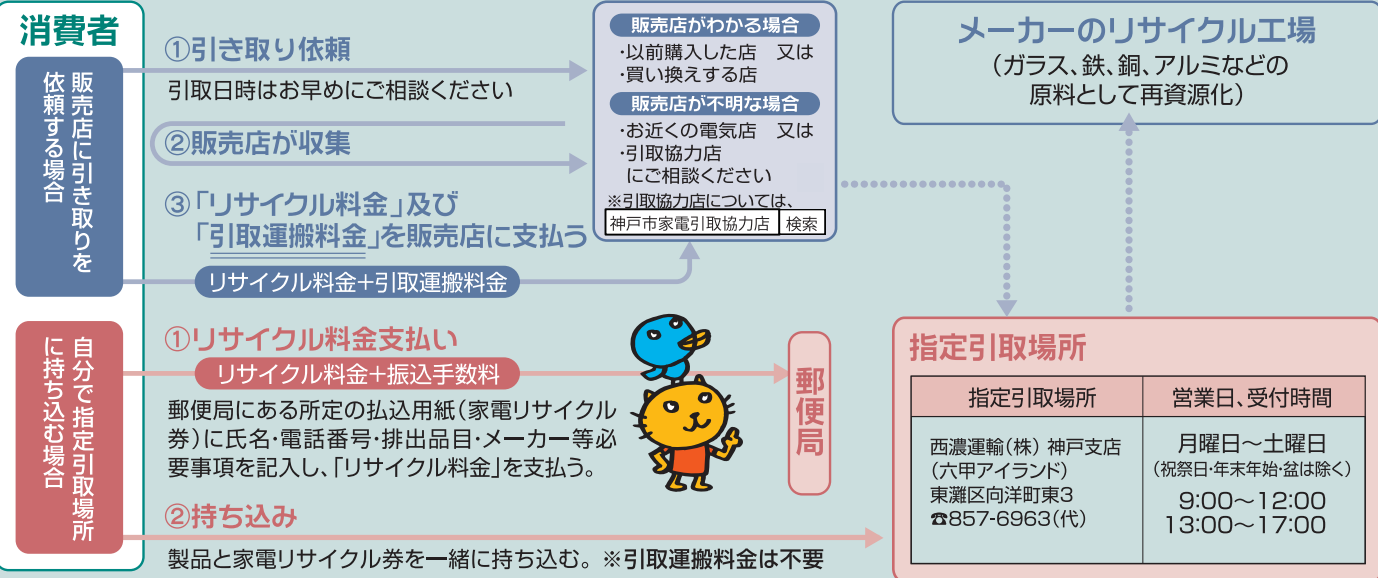 消費者
販売店に引き取りを
依頼する場合
①引き取り依頼
引取日時はお早めにご相談ください
②販売店が収集
③「リサイクル料金」及び
「引取運搬料金」を販売店に支払う
リサイクル料金+引取運搬料金
販売店がわかる場合
・以前購入した店　又は
・買い換えする店
販売店が不明な場合
・お近くの電気店　又は
・引取協力店
にご相談ください
※引取協力店については、
神戸市家電引取協力店 検索
メーカーのリサイクル工場
(ガラス、鉄、銅、アルミなどの
原料として再資源化)
自分で指定引取場所
に持ち込む場合
①リサイクル料金支払い
リサイクル料金+振込手数料
郵便局にある所定の払込用紙(家電リサイクル
券)に氏名・電話番号・排出品目・メーカー等必
要事項を記入し、「リサイクル料金」を支払う。
郵便局
②持ち込み
製品と家電リサイクル券を一緒に持ち込む。※引取運搬料金は不要
指定引取場所
指定引取場所 営業日、受付時間
西濃運輸(株) 神戸支店
(六甲アイランド)
東灘区向洋町東3
☎857-6963(代)
月曜日～土曜日
(祝祭日・年末年始・盆は除く)
9:00～12:00
13:00～17:00